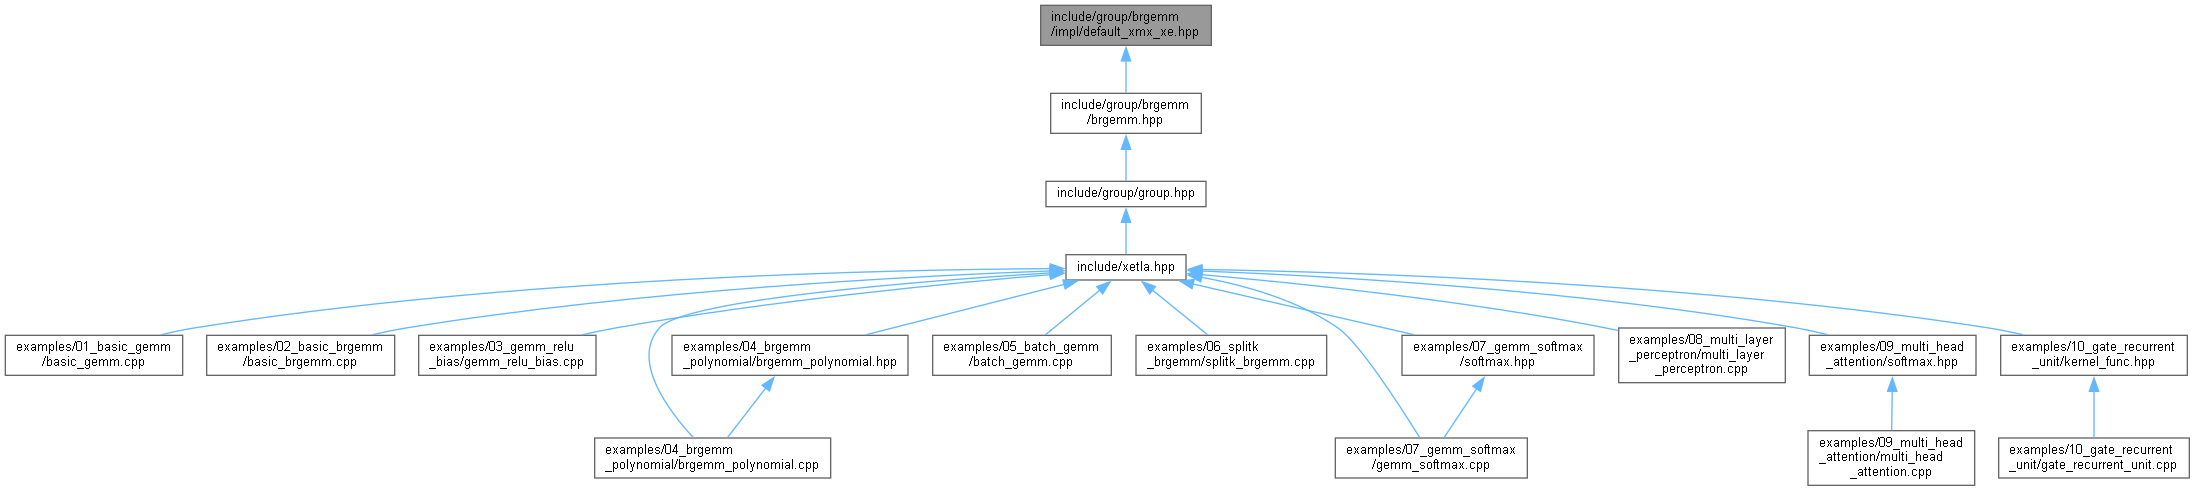 include/group/brgemm
/impl/default_xmx_xe.hpp
include/group/brgemm
/brgemm.hpp
include/group/group.hpp
include/xetla.hpp
examples/01_basic_gemm
/basic_gemm.cpp
examples/02_basic_brgemm
/basic_brgemm.cpp
examples/03_gemm_relu
_bias/gemm_relu_bias.cpp
examples/04_brgemm
_polynomial/brgemm_polynomial.hpp
examples/05_batch_gemm
/batch_gemm.cpp
examples/06_splitk
_brgemm/splitk_brgemm.cpp
examples/07_gemm_softmax
/softmax.hpp
examples/08_multi_layer
_perceptron/multi_layer
_perceptron.cpp
examples/09_multi_head
_attention/softmax.hpp
examples/10_gate_recurrent
_unit/kernel_func.hpp
examples/04_brgemm
_polynomial/brgemm_polynomial.cpp
examples/07_gemm_softmax
/gemm_softmax.cpp
examples/09_multi_head
_attention/multi_head
_attention.cpp
examples/10_gate_recurrent
_unit/gate_recurrent_unit.cpp